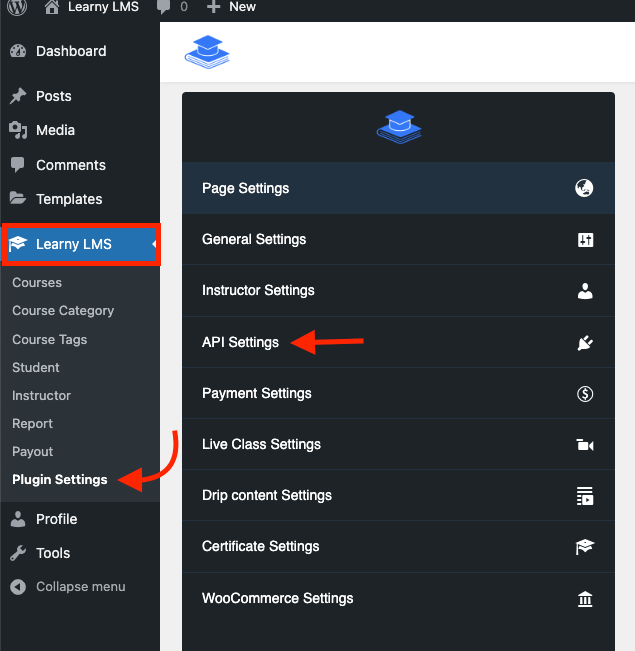 Learny LMS 0 New
Dashboard
Posts
Media
Comments
Templates
Learny LMS
Courses
Course Category
Course Tags
Student
Instructor
Report
Payout
Plugin Settings
Profile
Tools
Collapse menu
Page Settings
General Settings
Instructor Settings
API Settings
Payment Settings
Live Class Settings
Drip content Settings
Certificate Settings
WooCommerce Settings